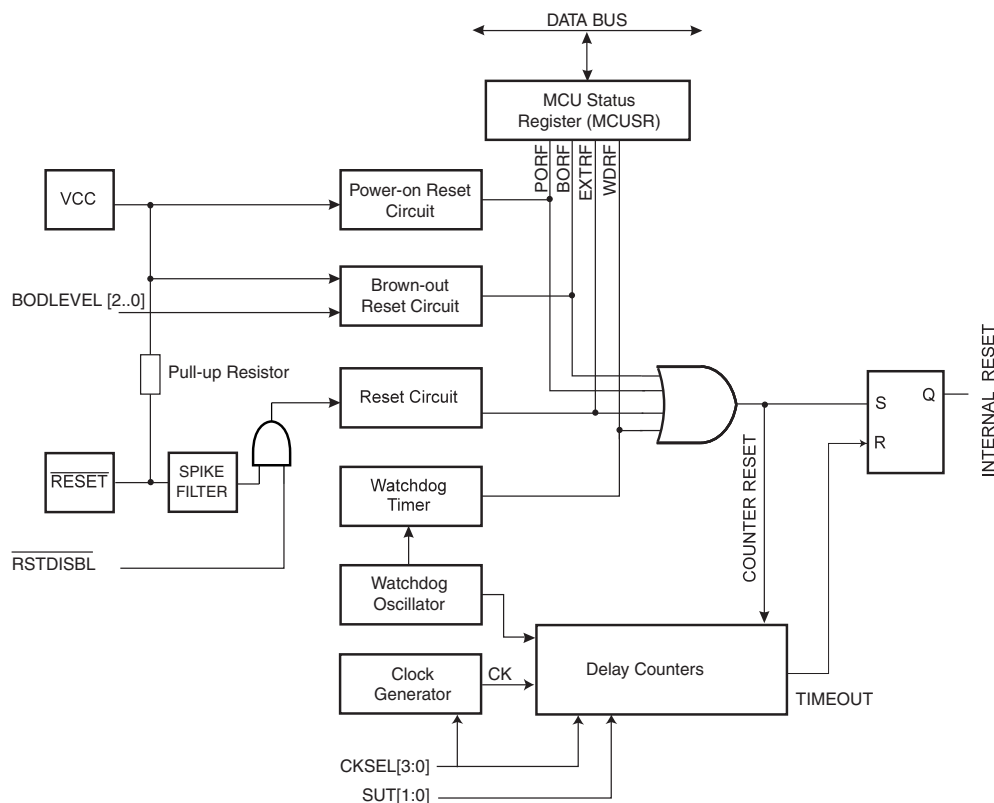 DATA BUS
MCU Status
Register (MCUSR)
PORF
BORF
EXTRF
WDRF
VCC
Power-on Reset
Circuit
BODLEVEL [2..0]
Brown-out
Reset Circuit
Pull-up Resistor
Reset Circuit
RESET
SPIKE
FILTER
RSTDISBL
Watchdog
Timer
Watchdog
Oscillator
Clock
Generator
CK
Delay Counters
CKSEL[3:0]
SUT[1:0]
COUNTER RESET
TIMEOUT
S
R
Q
INTERNAL RESET